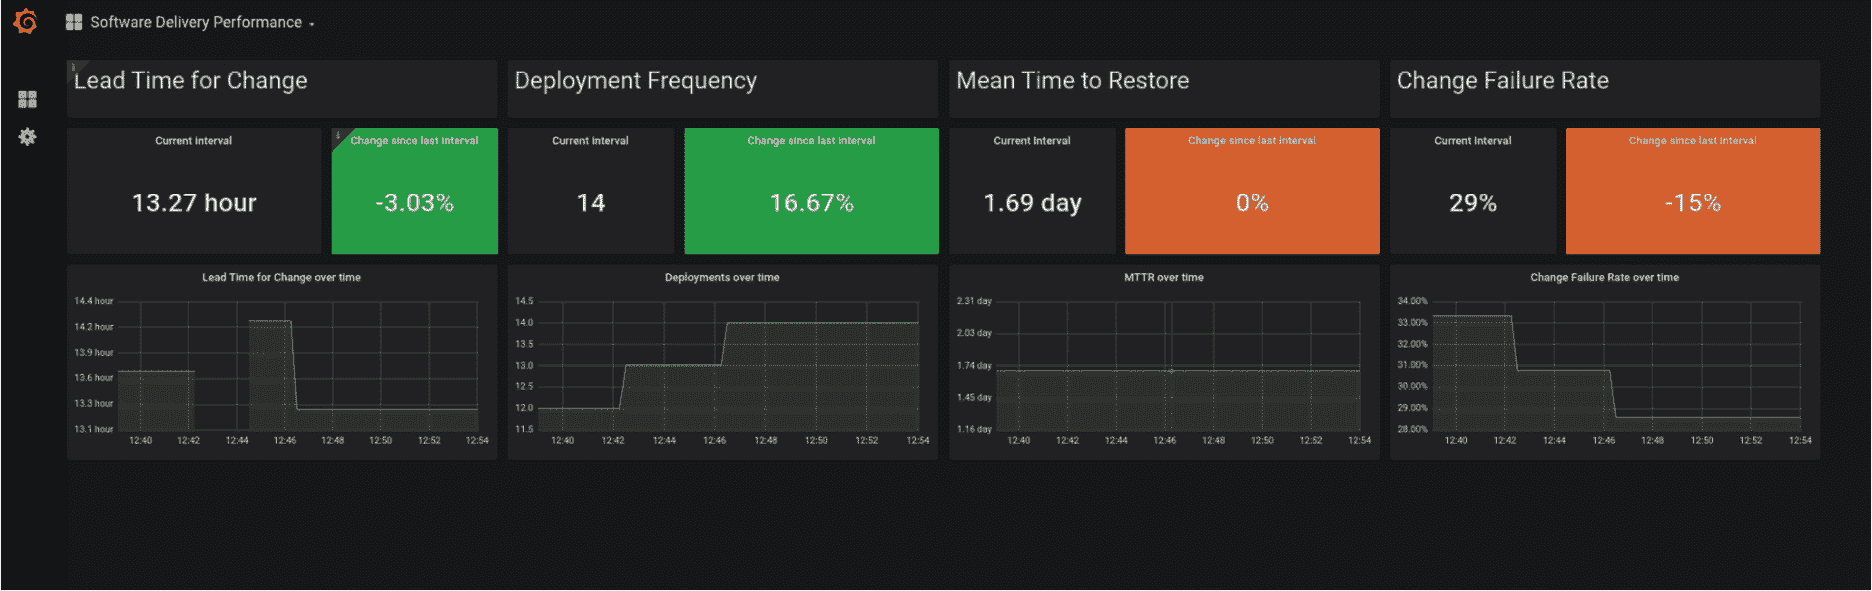 Software Delivery Performance
Lead Time for Change
Deployment Frequency
Mean Time to Restore
Change Failure Rate
Current interval
Change since last interval
Current interval
Change since last interval
Current Interval
Change since last interval
Current Interval
Change since last interval
13.27 hour
-3.03%
14
16.67%
1.69 day
0%
29%
-15%
Lead Time for Change over time
14.4 hour
14.2 hour
13.9 hour
13.6 hour
13.3 hour
13.1 hour
12:40 12:42 12:44 12:46 12:48 12:50 12:52 12:54
Deployments over time
14.5
14.0
13.5
13.0
12.5
12.0
11.5
12:40 12:42 12:44 12:46 12:48 12:50 12:52 12:54
MTTR over time
2.31 day
2.03 day
1.74 day
1.45 day
1.16 day
12:40 12:42 12:44 12:46 12:48 12:50 12:52 12:54
Change Failure Rate over time
34.00%
33.00%
32.00%
31.00%
30.00%
29.00%
28.00%
12:40 12:42 12:44 12:46 12:48 12:50 12:52 12:54